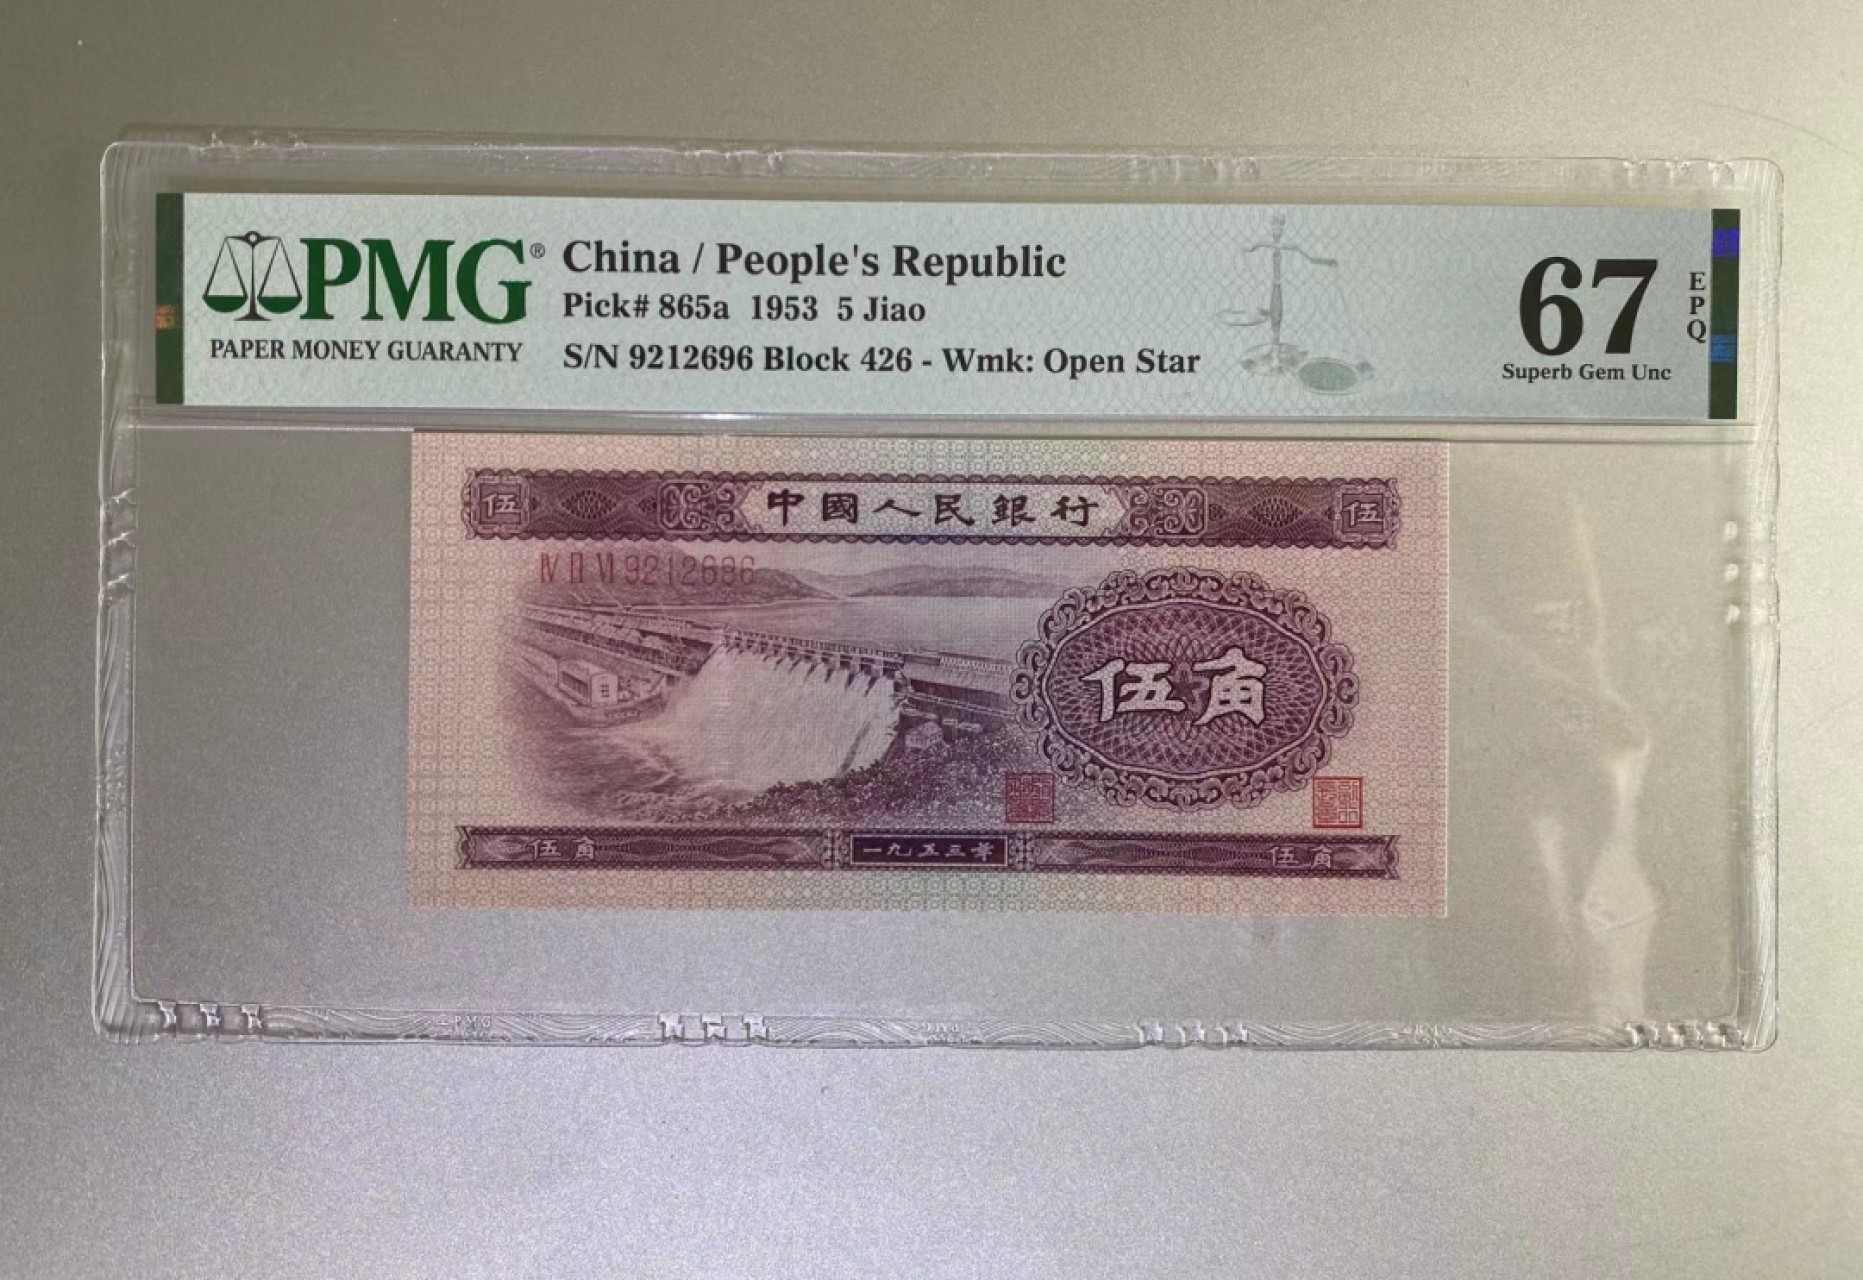 PMG®
PAPER MONEY GUARANTY
China / People's Republic
Pick# 865a 1953 5 Jiao
S/N 9212696 Block 426 - Wmk: Open Star
67
EPQ
Superb Gem Unc
伍 中國人民銀行 伍
Ⅳ Ⅱ Ⅵ 9212696
伍角
伍角 一九五三年 伍角